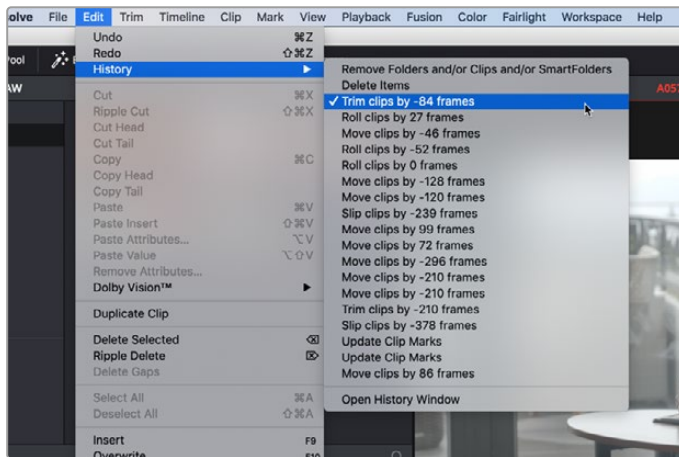 olve File Edit Trim Timeline Clip Mark View Playback Fusion Color Fairlight Workspace Help
Undo ⌘Z
Redo ⇧⌘Z
ool
History ▶
AW
A057
Cut ⌘X
Ripple Cut ⇧⌘X
Cut Head
Cut Tail
Copy ⌘C
Copy Head
Copy Tail
Paste ⌘V
Paste Insert ⇧⌘V
Paste Attributes... ⌥V
Paste Value ⌥⇧V
Remove Attributes...
Dolby Vision™ ▶
Duplicate Clip
Delete Selected ⌫
Ripple Delete ⌦
Delete Gaps
Select All ⌘A
Deselect All ⇧⌘A
Insert F9
Overwrite F10
Remove Folders and/or Clips and/or SmartFolders
Delete Items
✓ Trim clips by -84 frames
Roll clips by 27 frames
Move clips by -46 frames
Roll clips by -52 frames
Roll clips by 0 frames
Move clips by -128 frames
Move clips by -120 frames
Slip clips by -239 frames
Move clips by 99 frames
Move clips by 72 frames
Move clips by -296 frames
Move clips by -210 frames
Move clips by -210 frames
Trim clips by -210 frames
Slip clips by -378 frames
Update Clip Marks
Update Clip Marks
Move clips by 86 frames
Open History Window